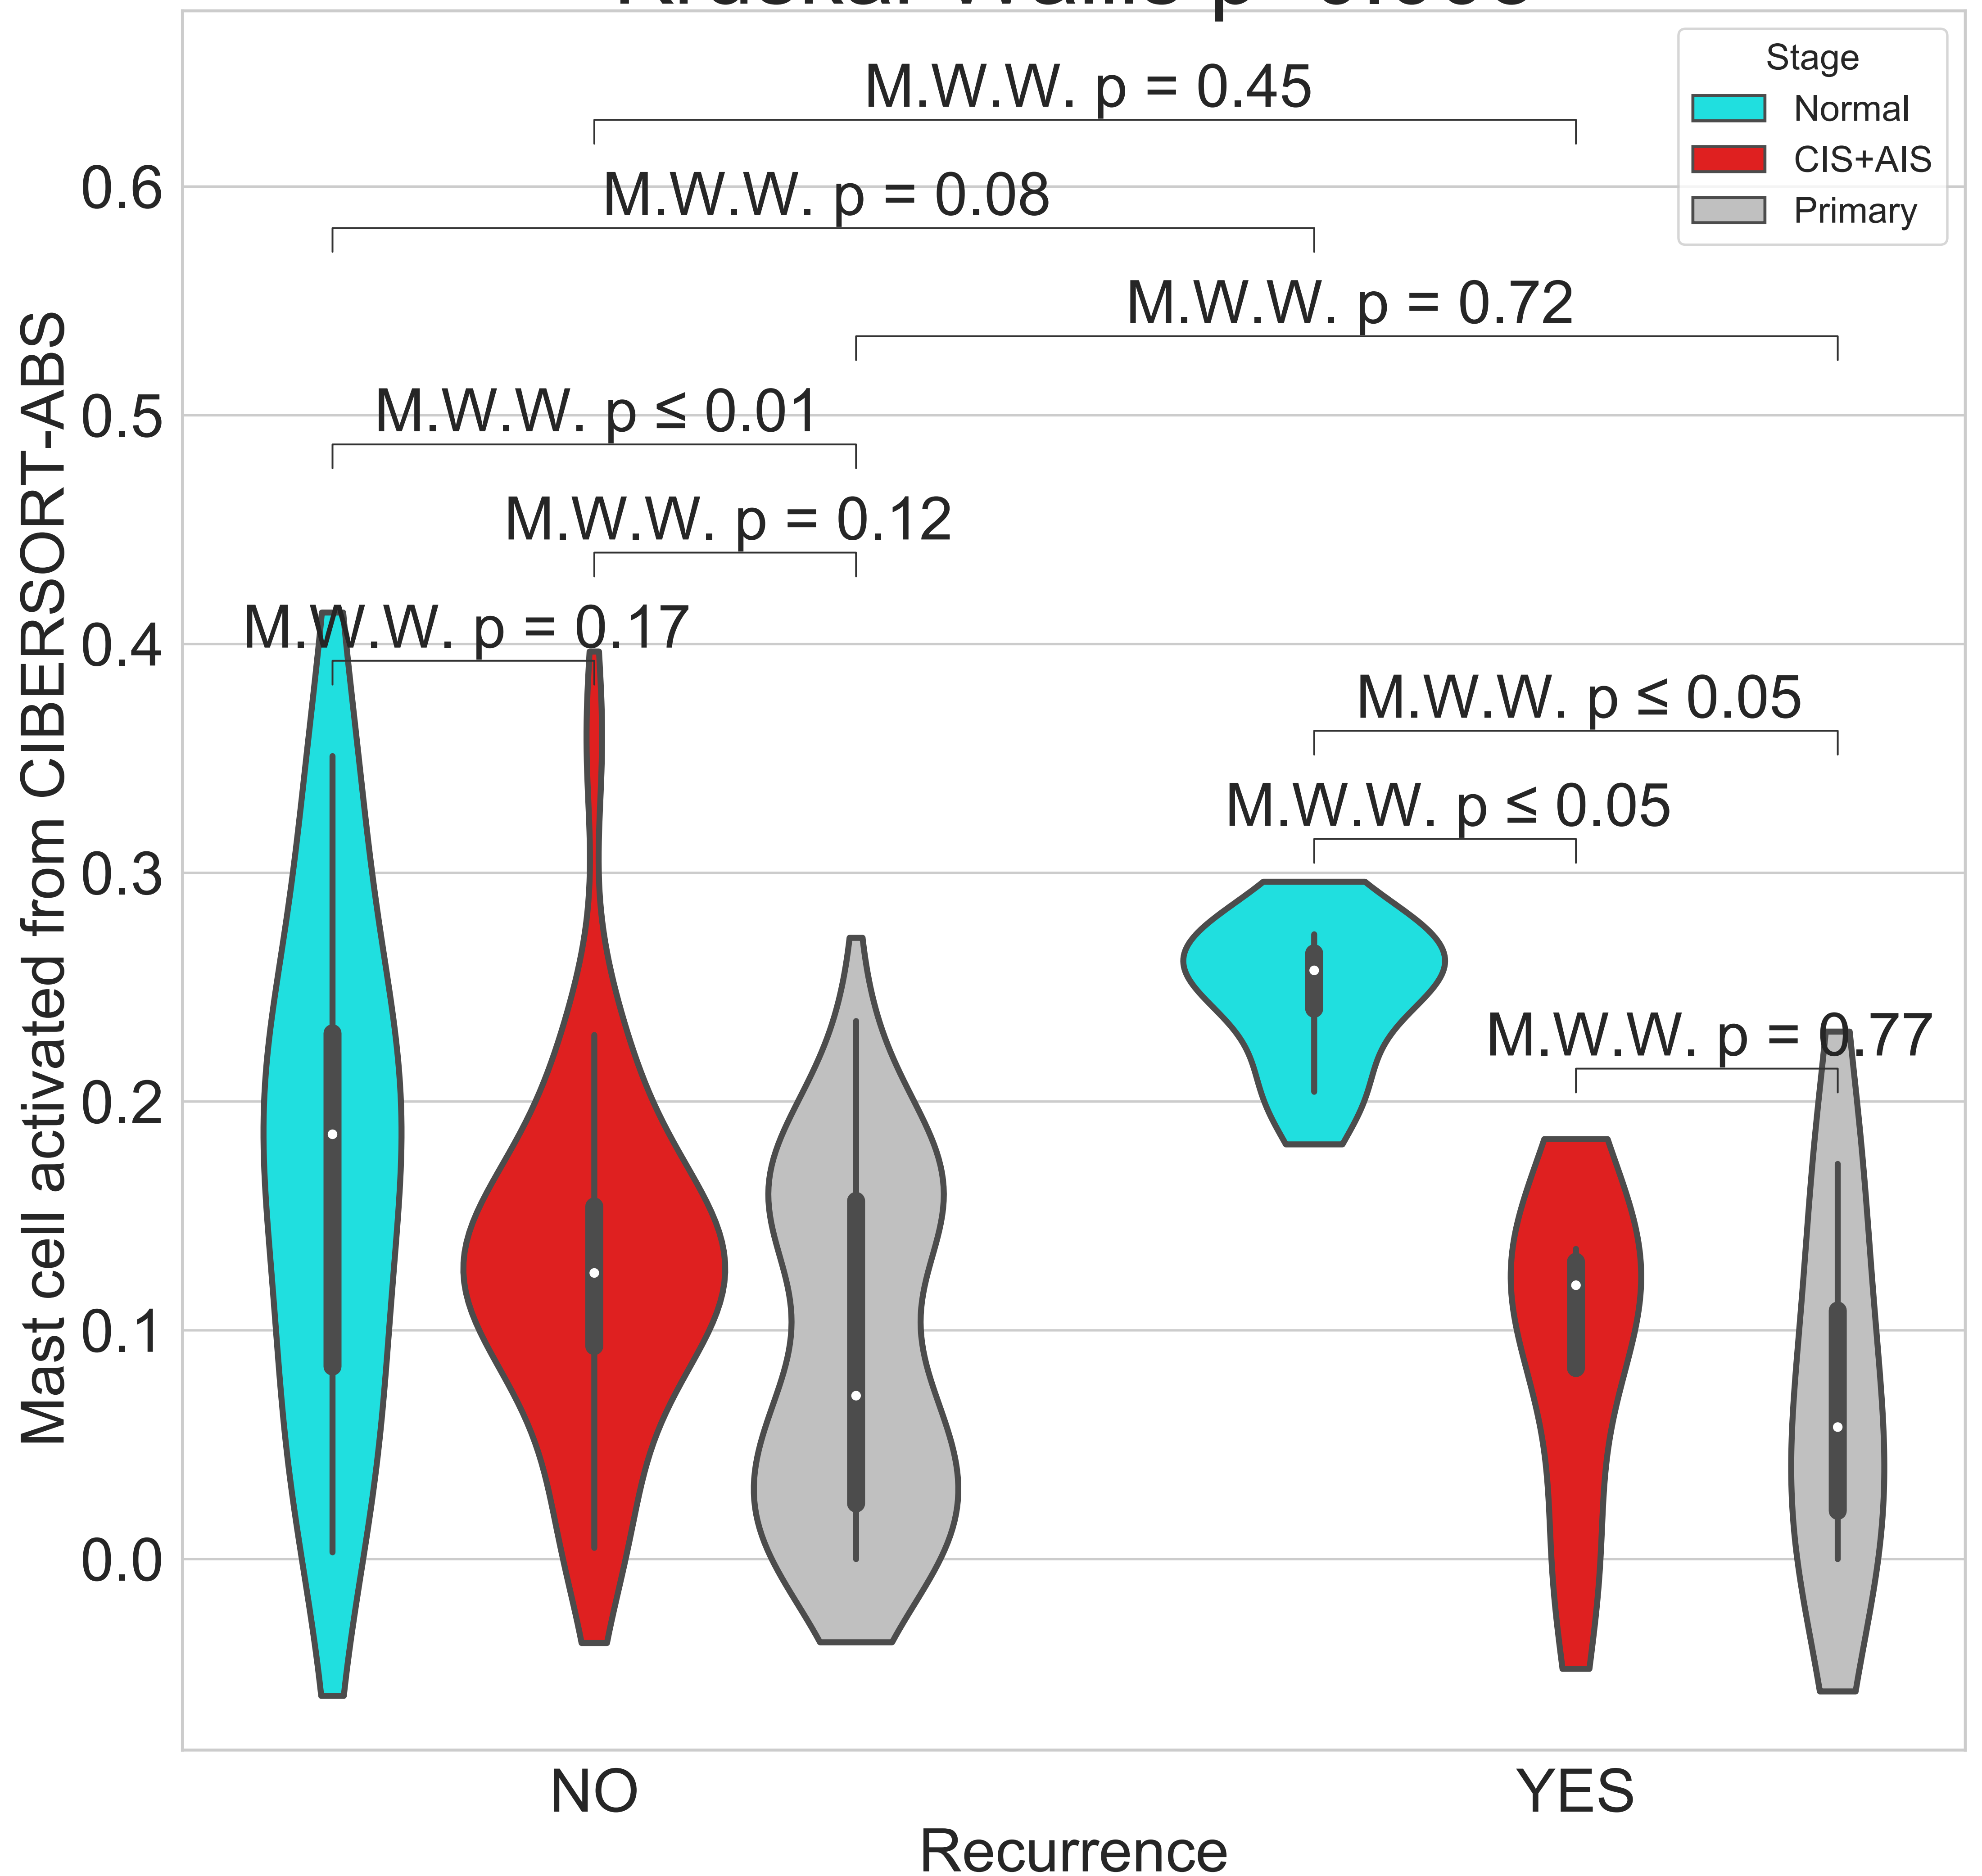 M.W.W. p = 0.45
M.W.W. p = 0.08
M.W.W. p = 0.72
M.W.W. p ≤ 0.01
M.W.W. p = 0.12
M.W.W. p = 0.17
M.W.W. p ≤ 0.05
M.W.W. p ≤ 0.05
M.W.W. p = 0.77
Stage
Normal
CIS+AIS
Primary
Mast cell activated from CIBERSORT-ABS
0.6
0.5
0.4
0.3
0.2
0.1
0.0
NO
YES
Recurrence